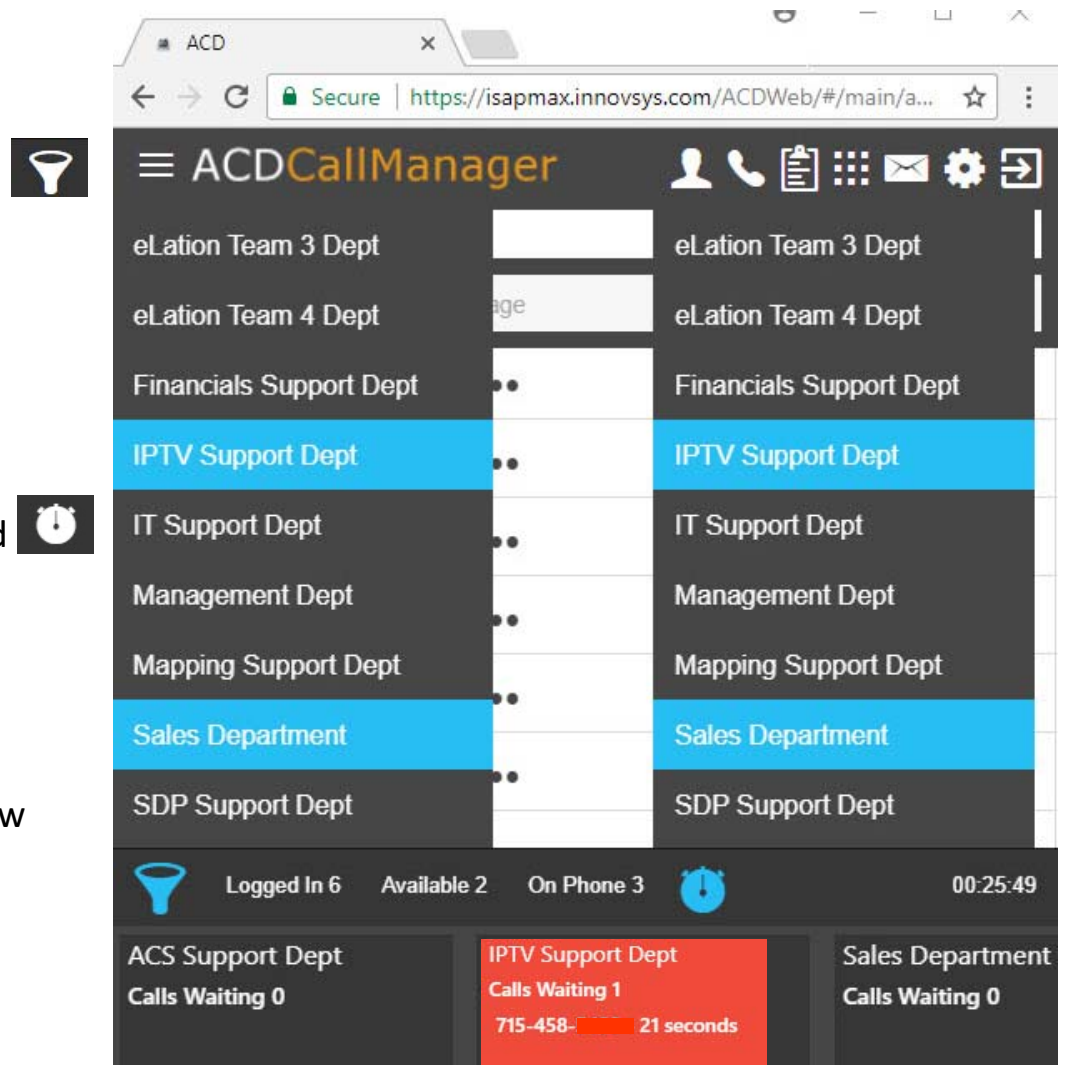 ACD
Secure | https://isapmax.innovsys.com/ACDWeb/#/main/a...
ACDCallManager
eLation Team 3 Dept
eLation Team 4 Dept
Financials Support Dept
IPTV Support Dept
IT Support Dept
Management Dept
Mapping Support Dept
Sales Department
SDP Support Dept
age
eLation Team 3 Dept
eLation Team 4 Dept
Financials Support Dept
IPTV Support Dept
IT Support Dept
Management Dept
Mapping Support Dept
Sales Department
SDP Support Dept
d
w
Logged In 6 Available 2 On Phone 3 00:25:49
ACS Support Dept
Calls Waiting 0
IPTV Support Dept
Calls Waiting 1
715-458- 21 seconds
Sales Department
Calls Waiting 0